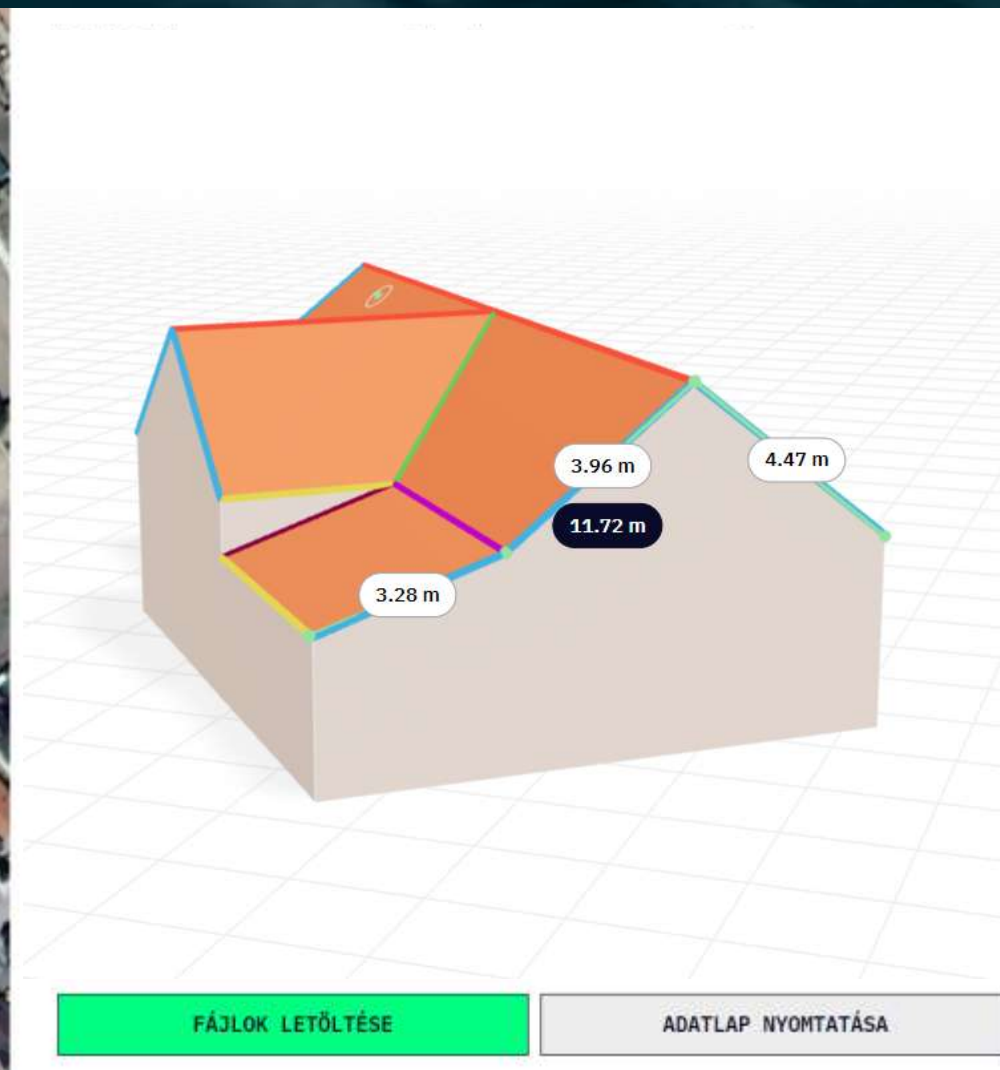 3.96 m
4.47 m
11.72 m
3.28 m
FÁJLOK LETÖLTÉSE
ADATLAP NYOMTATÁSA